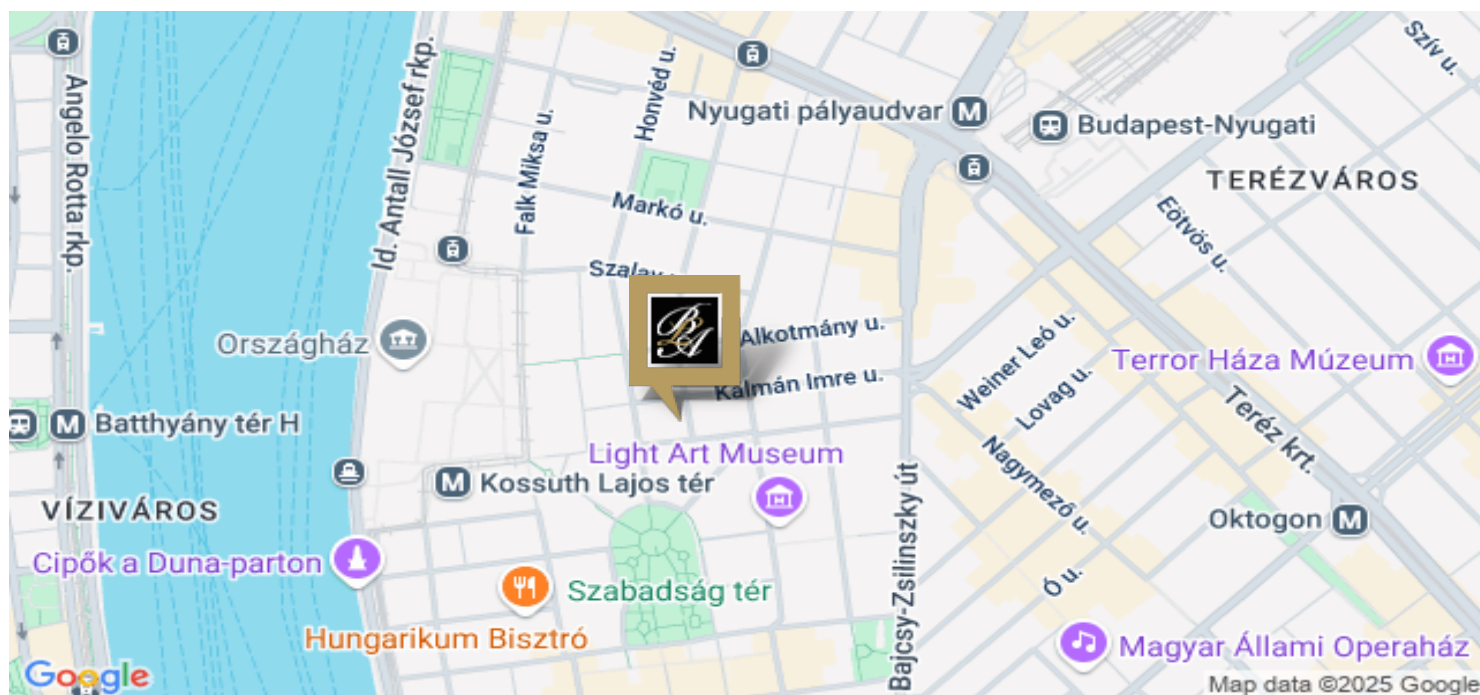 Szív u.
Angelo Rotta rkp.
Id. Antall József rkp.
Honvéd u.
Falk Miksa u.
Nyugati pályaudvar M
Budapest-Nyugati
TERÉZVÁROS
Markó u.
Eötvös u.
Szalay
BLA
Országház
Alkotmány u.
Kálmán Imre u.
Weiner Leó u.
Lovag u.
Terror Háza Múzeum
Teréz krt.
M Batthyány tér H
Light Art Museum
M Kossuth Lajos tér
Nagymező u.
Bajcsy-Zsilinszky út
VÍZIVÁROS
Oktogon M
Cipők a Duna-parton
Szabadság tér
Ó u.
Hungarikum Bisztró
Magyar Állami Operaház
Google
Map data ©2025 Google